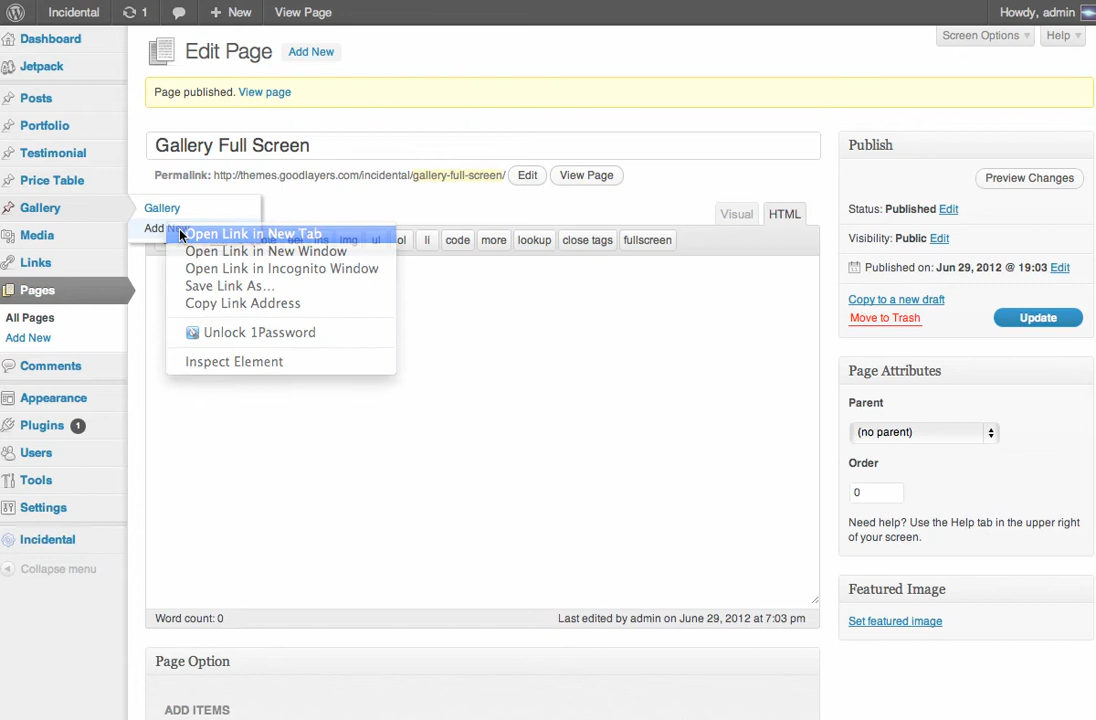 Incidental 1 + New View Page Howdy, admin
Dashboard
Jetpack
Posts
Portfolio
Testimonial
Price Table
Gallery
Media
Links
Pages
All Pages
Add New
Comments
Appearance
Plugins 1
Users
Tools
Settings
Incidental
Collapse menu
Gallery
Add New
Open Link in New Tab
Open Link in New Window
Open Link in Incognito Window
Save Link As...
Copy Link Address
Unlock 1Password
Inspect Element
Screen Options Help
Edit Page Add New
Page published. View page
Gallery Full Screen
Permalink: http://themes.goodlayers.com/incidental/gallery-full-screen/ Edit View Page
Visual HTML
ins img ul ol li code more lookup close tags fullscreen
Word count: 0 Last edited by admin on June 29, 2012 at 7:03 pm
Page Option
ADD ITEMS
Publish
Preview Changes
Status: Published Edit
Visibility: Public Edit
Published on: Jun 29, 2012 @ 19:03 Edit
Copy to a new draft
Move to Trash Update
Page Attributes
Parent
(no parent)
Order
0
Need help? Use the Help tab in the upper right
of your screen.
Featured Image
Set featured image